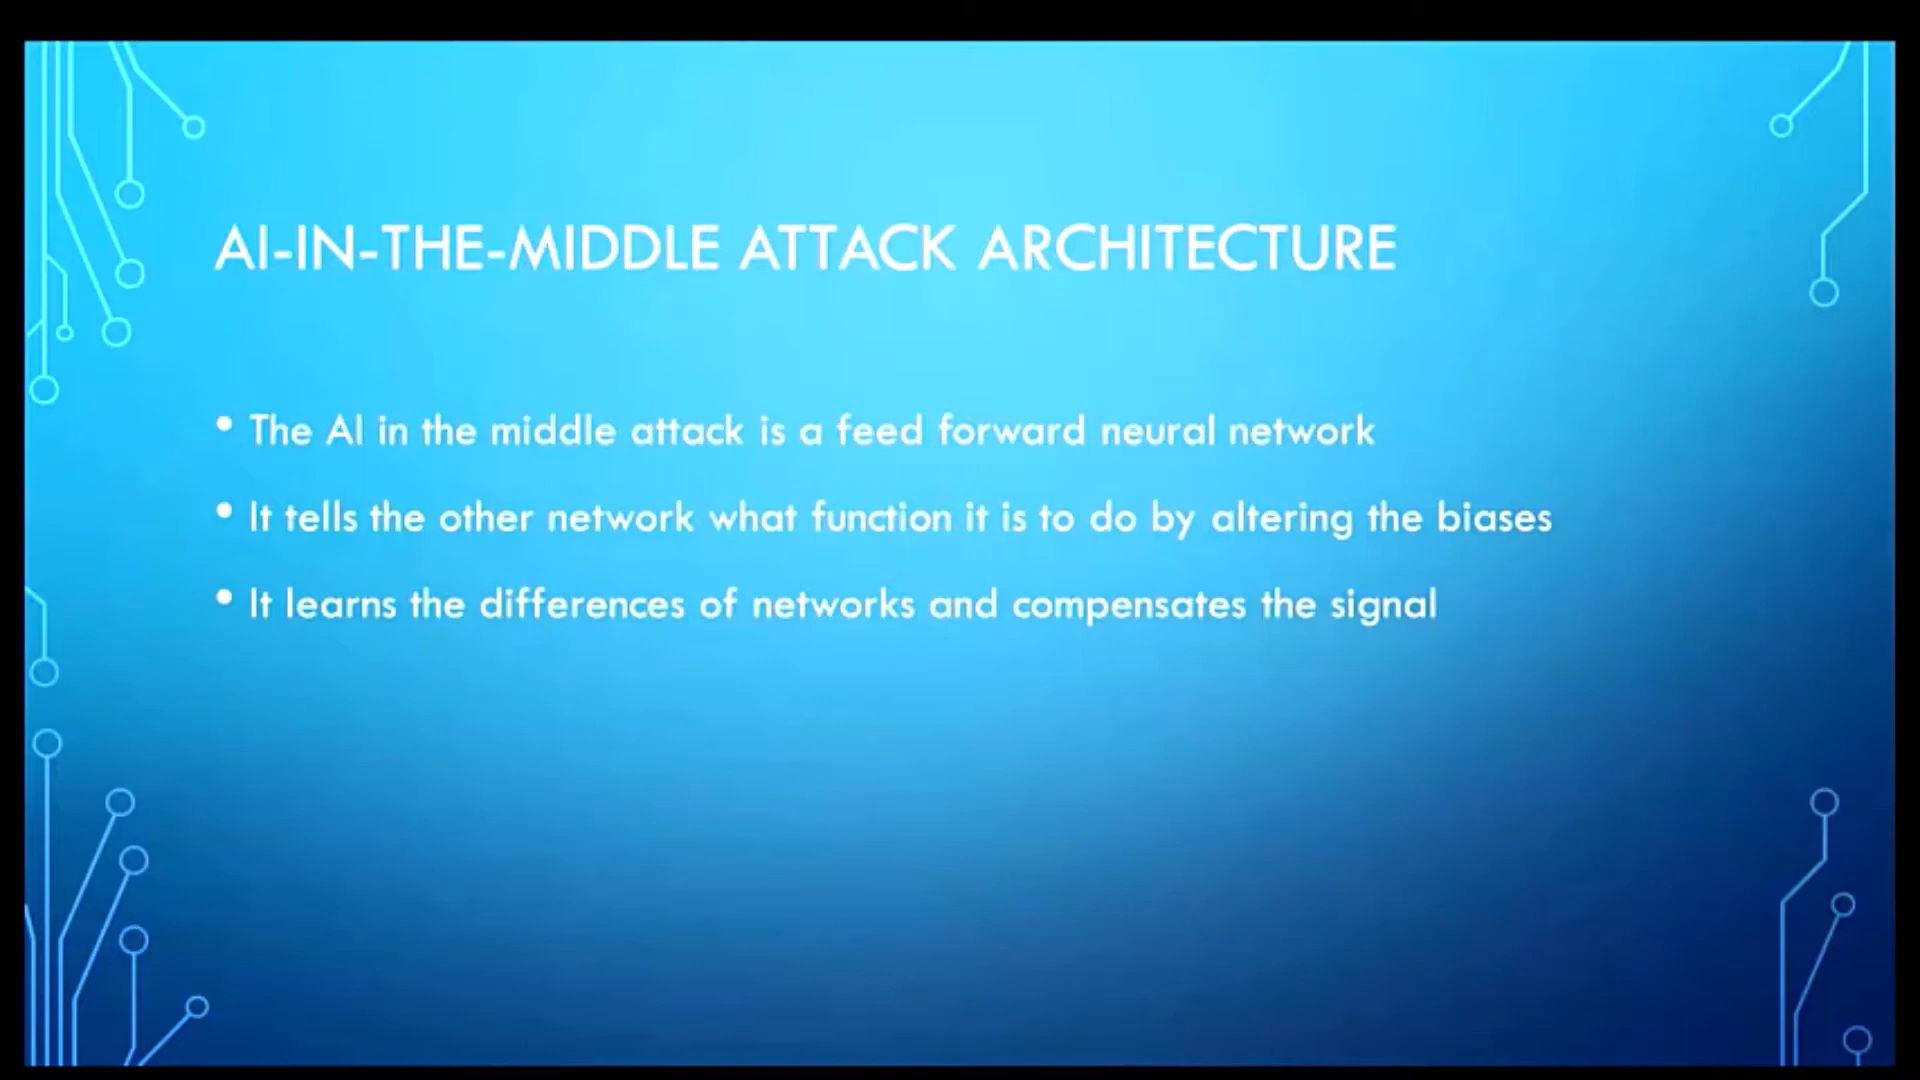 AI-IN-THE-MIDDLE ATTACK ARCHITECTURE
• The AI in the middle attack is a feed forward neural network
• It tells the other network what function it is to do by altering the biases
• It learns the differences of networks and compensates the signal